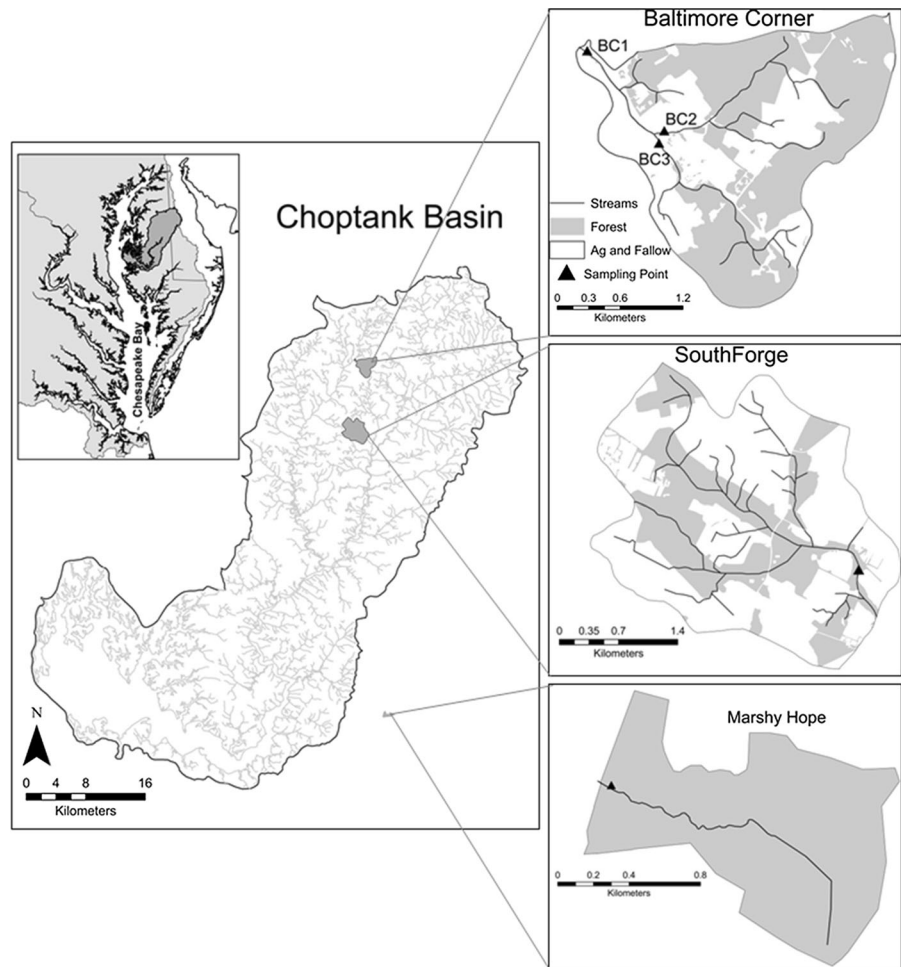 Choptank Basin
Chesapeake Bay
N
0 4 8 16
Kilometers
Baltimore Corner
BC1
BC2
BC3
Streams
Forest
Ag and Fallow
Sampling Point
0 0.3 0.6 1.2
Kilometers
SouthForge
0 0.35 0.7 1.4
Kilometers
Marshy Hope
0 0.2 0.4 0.8
Kilometers